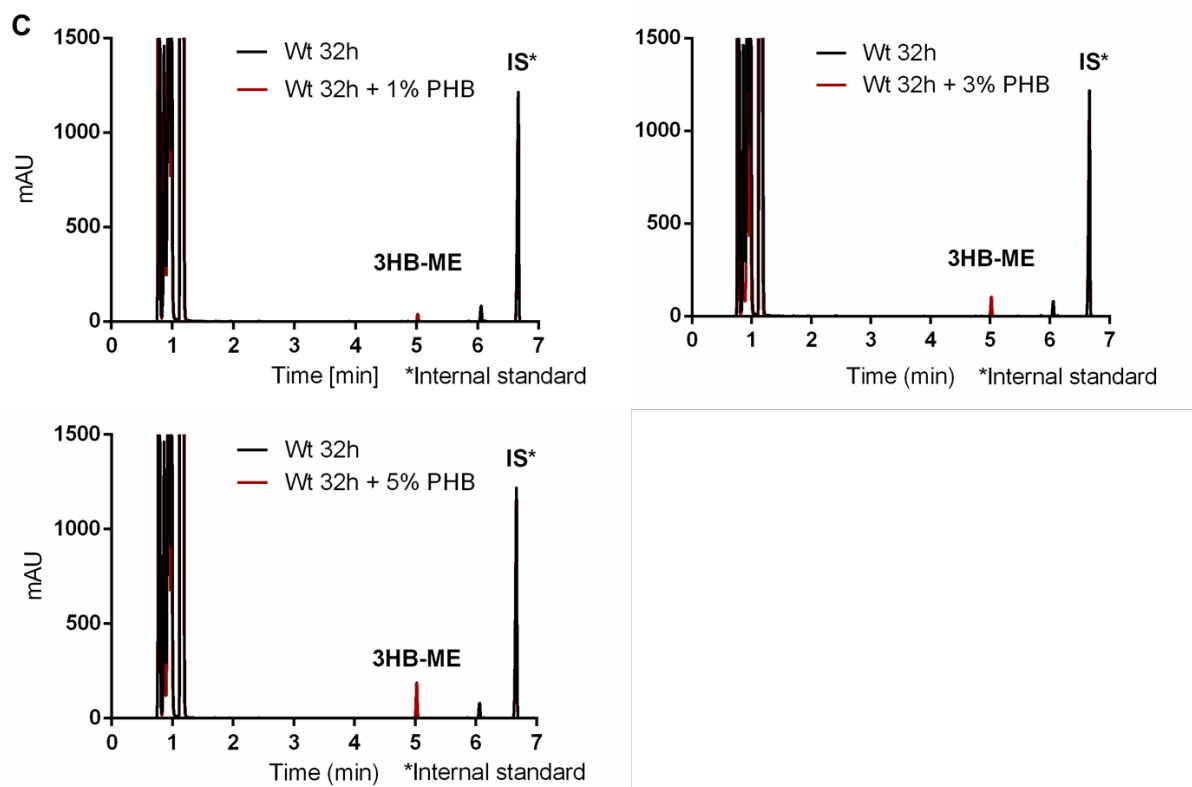 C
1500
1000
500
0
mAU
Wt 32h
Wt 32h + 1% PHB
IS*
3HB-ME
0 1 2 3 4 5 6 7
Time [min] *Internal standard
1500
1000
500
0
Wt 32h
Wt 32h + 3% PHB
IS*
3HB-ME
0 1 2 3 4 5 6 7
Time (min) *Internal standard
1500
1000
500
0
mAU
Wt 32h
Wt 32h + 5% PHB
IS*
3HB-ME
0 1 2 3 4 5 6 7
Time (min) *Internal standard